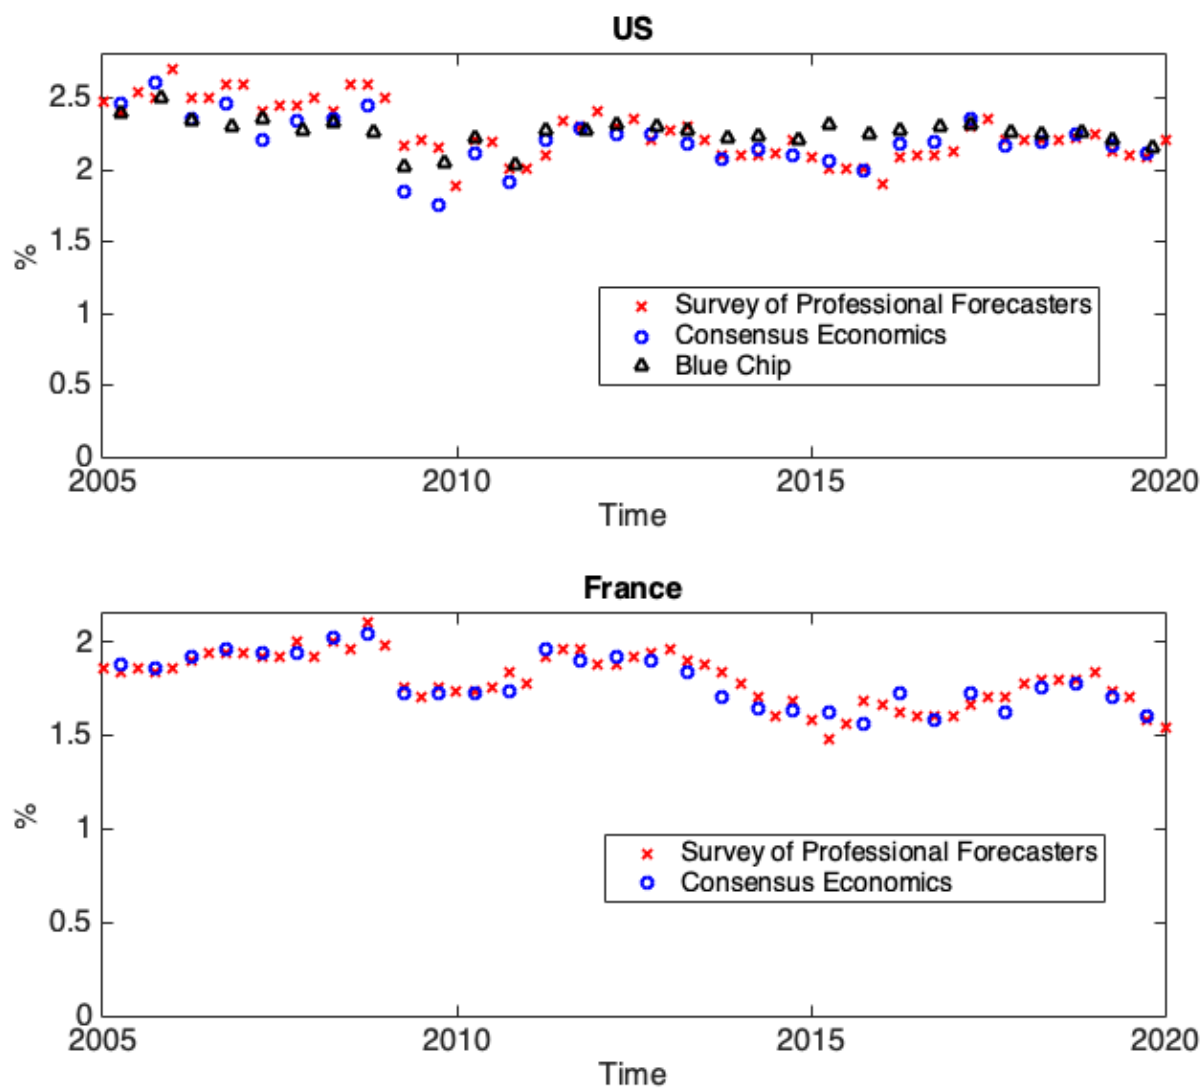 US
2.5
2
1.5
1
0.5
0
%
Survey of Professional Forecasters
Consensus Economics
Blue Chip
2005 2010 2015 2020
Time
France
2
1.5
1
0.5
0
%
Survey of Professional Forecasters
Consensus Economics
2005 2010 2015 2020
Time